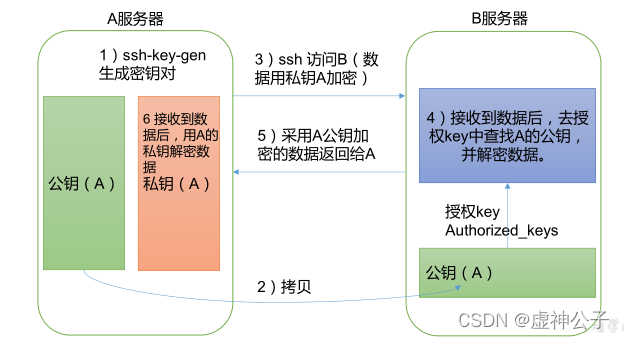 A服务器
B服务器
1）ssh-key-gen
生成密钥对
3）ssh 访问B（数
据用私钥A加密）
6 接收到数
据后，用A的
私钥解密数
据
公钥（A）
私钥（A）
4）接收到数据后，去授
权key中查找A的公钥，
并解密数据。
5）采用A公钥加
密的数据返回给A
授权key
Authorized_keys
公钥（A）
2）拷贝
CSDN @虚神公子